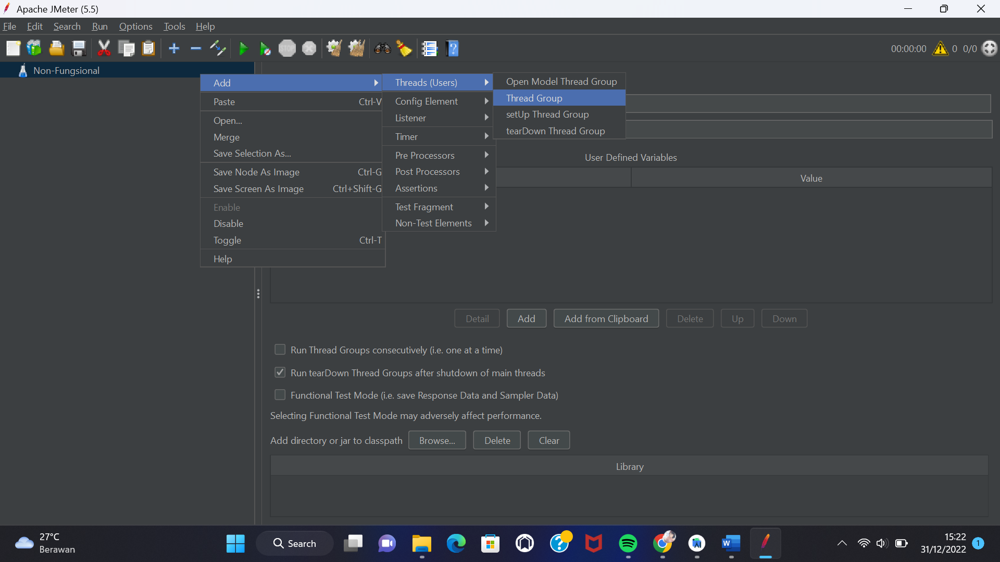 Apache JMeter (5.5)
File Edit Search Run Options Tools Help
STOP
00:00:00 0 0/0
Non-Fungsional
Add
Paste Ctrl-V
Open...
Merge
Save Selection As...
Save Node As Image Ctrl-G
Save Screen As Image Ctrl+Shift-G
Enable
Disable
Toggle Ctrl-T
Help
Threads (Users)
Config Element
Listener
Timer
Pre Processors
Post Processors
Assertions
Test Fragment
Non-Test Elements
Open Model Thread Group
Thread Group
setUp Thread Group
tearDown Thread Group
User Defined Variables
Value
Detail Add Add from Clipboard Delete Up Down
Run Thread Groups consecutively (i.e. one at a time)
Run tearDown Thread Groups after shutdown of main threads
Functional Test Mode (i.e. save Response Data and Sampler Data)
Selecting Functional Test Mode may adversely affect performance.
Add directory or jar to classpath Browse... Delete Clear
Library
27°C
Berawan
Search
W
15:22
31/12/2022
1